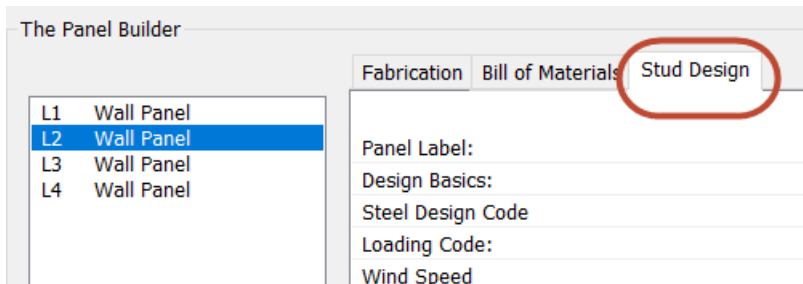 The Panel Builder
Fabrication Bill of Materials Stud Design
L1 Wall Panel
L2 Wall Panel
L3 Wall Panel
L4 Wall Panel
Panel Label:
Design Basics:
Steel Design Code
Loading Code:
Wind Speed